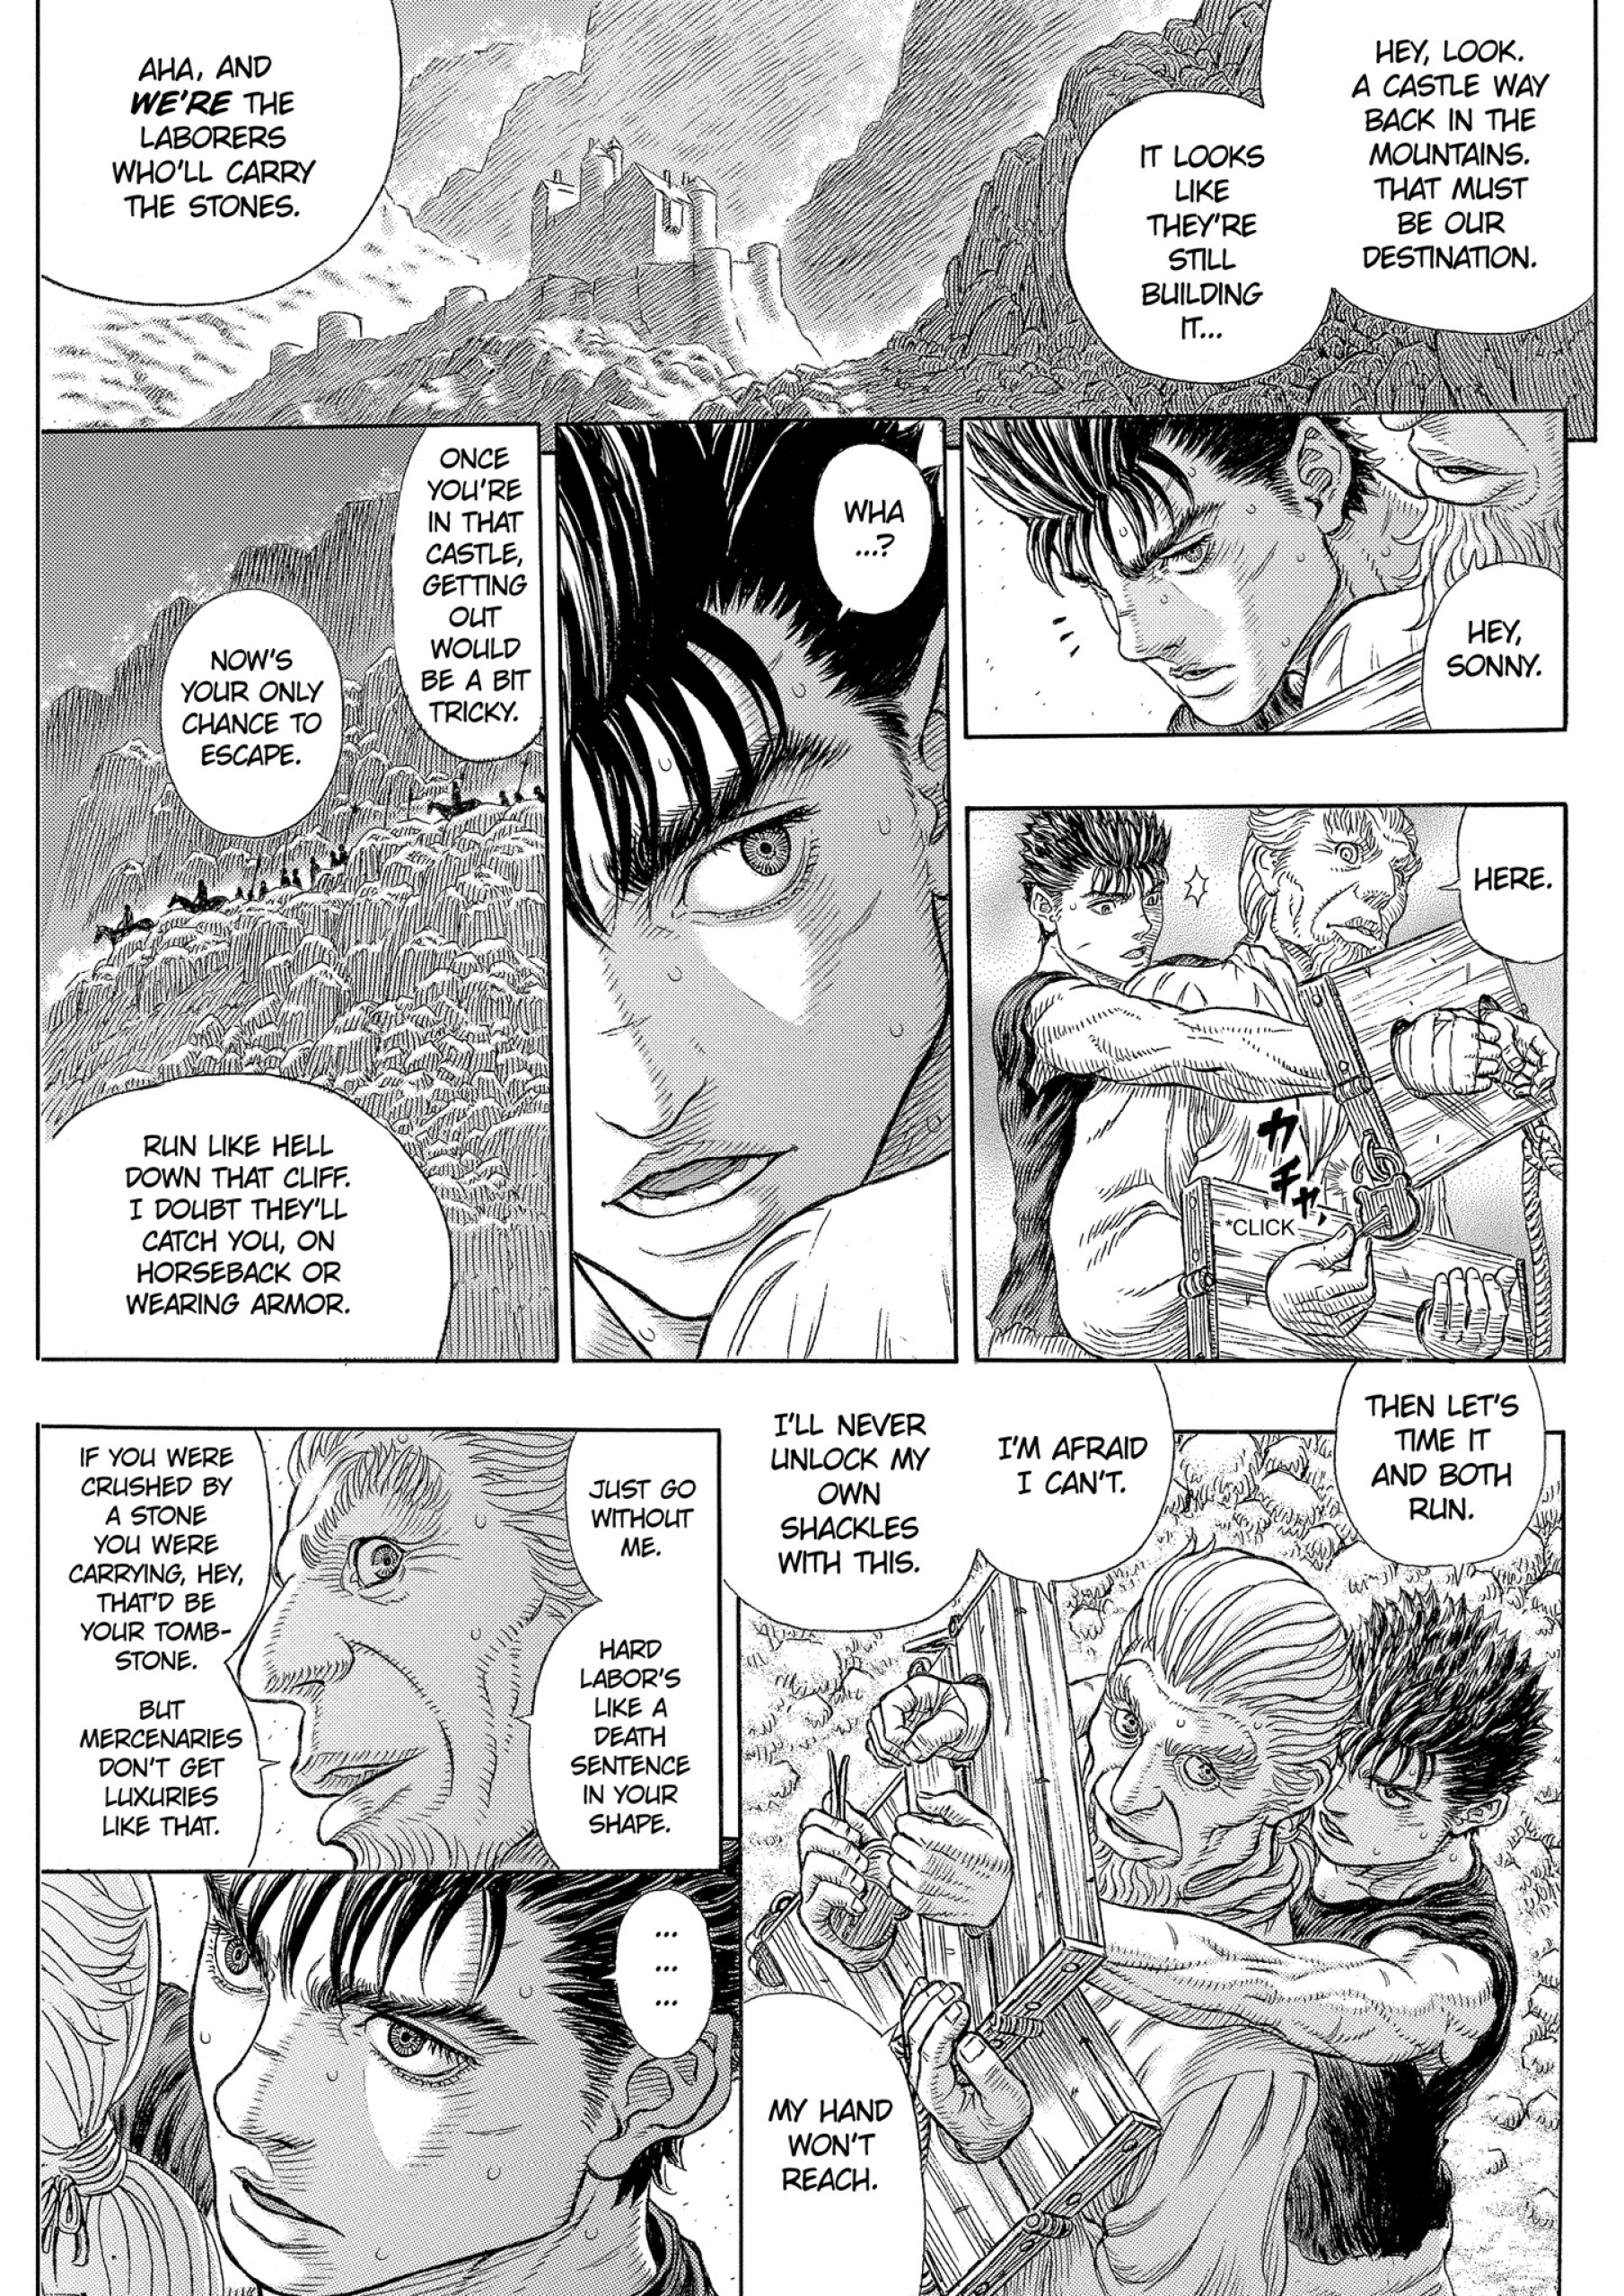 HEY, LOOK.
A CASTLE WAY
BACK IN THE
MOUNTAINS.
THAT MUST
BE OUR
DESTINATION.
IT LOOKS
LIKE
THEY'RE
STILL
BUILDING
IT...
AHA, AND
WE'RE THE
LABORERS
WHO'LL CARRY
THE STONES.
HEY,
SONNY.
HERE.
カチャ
*CLICK
WHA
...?
ONCE
YOU'RE
IN THAT
CASTLE,
GETTING
OUT
WOULD
BE A BIT
TRICKY.
NOW'S
YOUR ONLY
CHANCE TO
ESCAPE.
RUN LIKE HELL
DOWN THAT CLIFF.
I DOUBT THEY'LL
CATCH YOU, ON
HORSEBACK OR
WEARING ARMOR.
THEN LET'S
TIME IT
AND BOTH
RUN.
I'M AFRAID
I CAN'T.
I'LL NEVER
UNLOCK MY
OWN
SHACKLES
WITH THIS.
MY HAND
WON'T
REACH.
JUST GO
WITHOUT
ME.
HARD
LABOR'S
LIKE A
DEATH
SENTENCE
IN YOUR
SHAPE.
IF YOU WERE
CRUSHED BY
A STONE
YOU WERE
CARRYING, HEY,
THAT'D BE
YOUR TOMB-
STONE.
BUT
MERCENARIES
DON'T GET
LUXURIES
LIKE THAT.
...
...
...